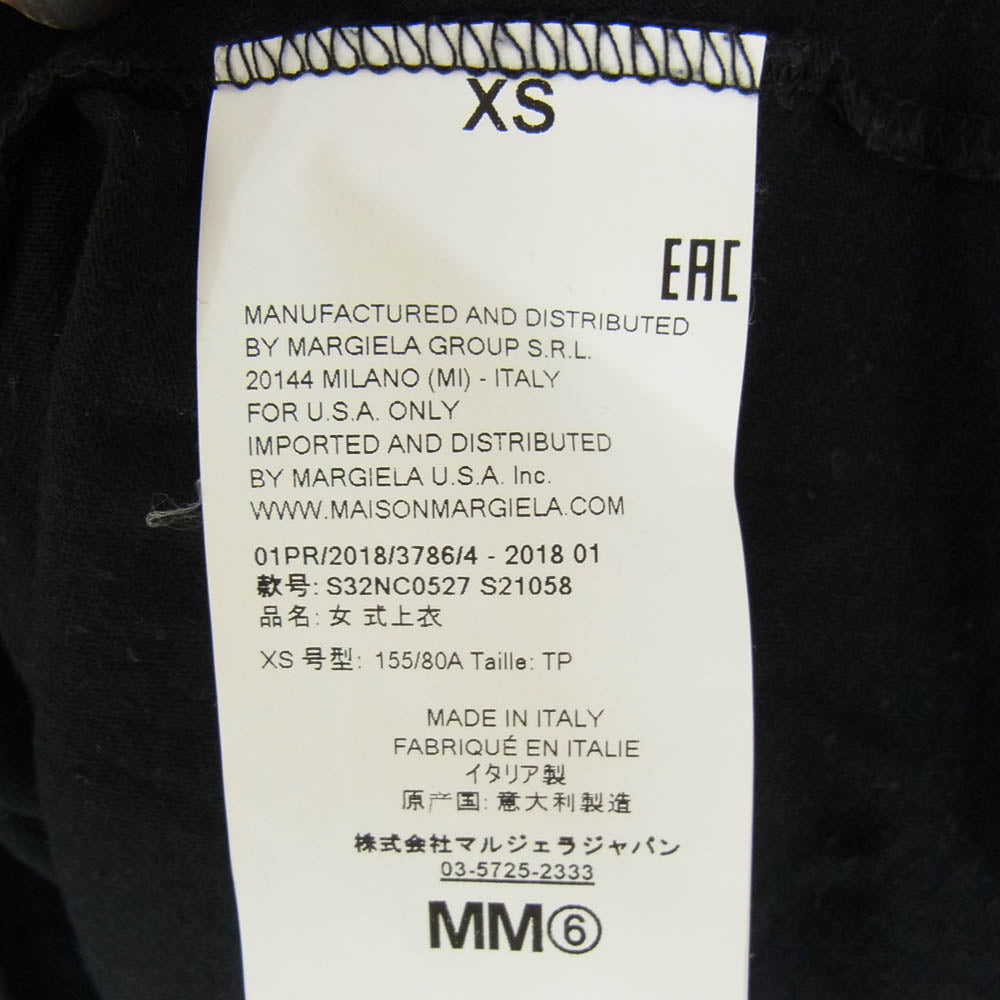 XS
EAC
MANUFACTURED AND DISTRIBUTED
BY MARGIELA GROUP S.R.L.
20144 MILANO (MI) - ITALY
FOR U.S.A. ONLY
IMPORTED AND DISTRIBUTED
BY MARGIELA U.S.A. Inc.
WWW.MAISONMARGIELA.COM
01PR/2018/3786/4 - 2018 01
款号: S32NC0527 S21058
品名: 女 式上衣
XS 号型: 155/80A Taille: TP
MADE IN ITALY
FABRIQUÉ EN ITALIE
イタリア製
原产国: 意大利製造
株式会社マルジェラジャパン
03-5725-2333
MM⑥